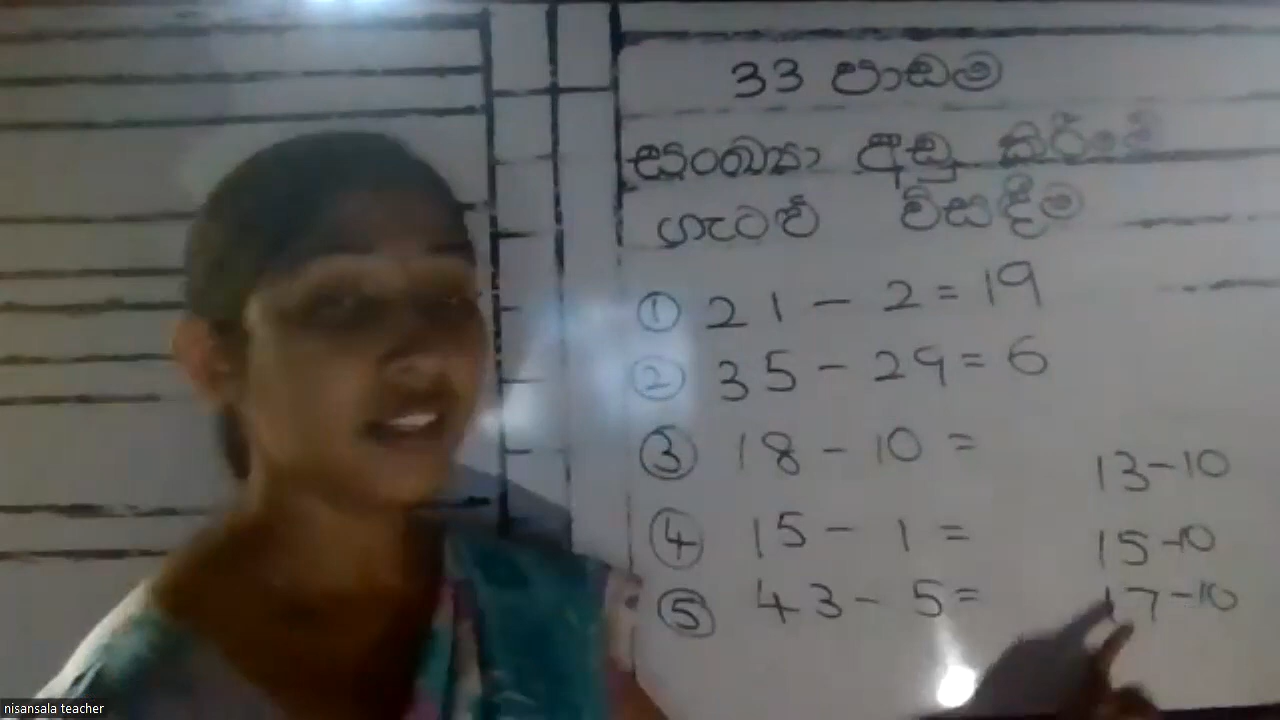 33 පාඩම
සංඛ්‍යා අඩු කිරීමේ
ගැටළු විසදීම
① 21 - 2 = 19
② 35 - 29 = 6
③ 18 - 10 =
④ 15 - 1 =
⑤ 43 - 5 =
13-10
15-10
17-10
nisansala teacher